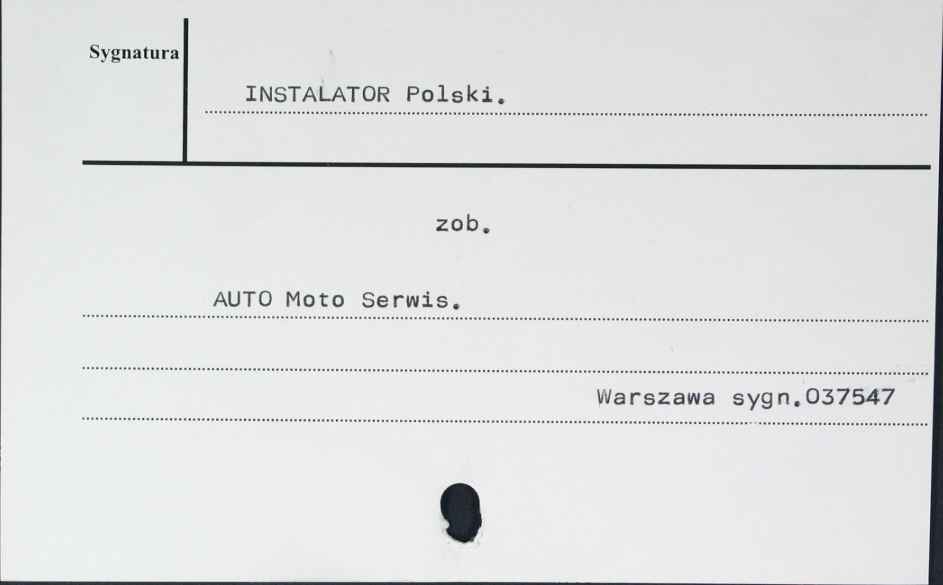 Sygnatura
INSTALATOR Polski.
zob.
AUTO Moto Serwis.
Warszawa sygn.037547